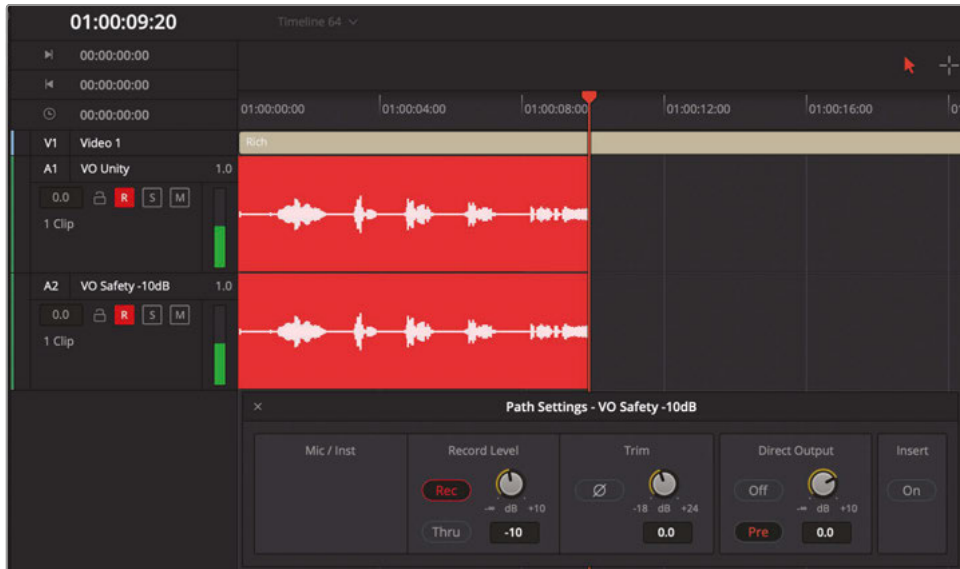 01:00:09:20
Timeline 64
00:00:00:00
00:00:00:00
00:00:00:00
01:00:00:00 01:00:04:00 01:00:08:00 01:00:12:00 01:00:16:00
V1 Video 1
Rich
A1 VO Unity 1.0
0.0 R S M
1 Clip
A2 VO Safety -10dB 1.0
0.0 R S M
1 Clip
× Path Settings - VO Safety -10dB
Mic / Inst Record Level Trim Direct Output Insert
Rec Ø Off On
-∞ dB +10 -18 dB +24 -∞ dB +10
Thru -10 0.0 Pre 0.0